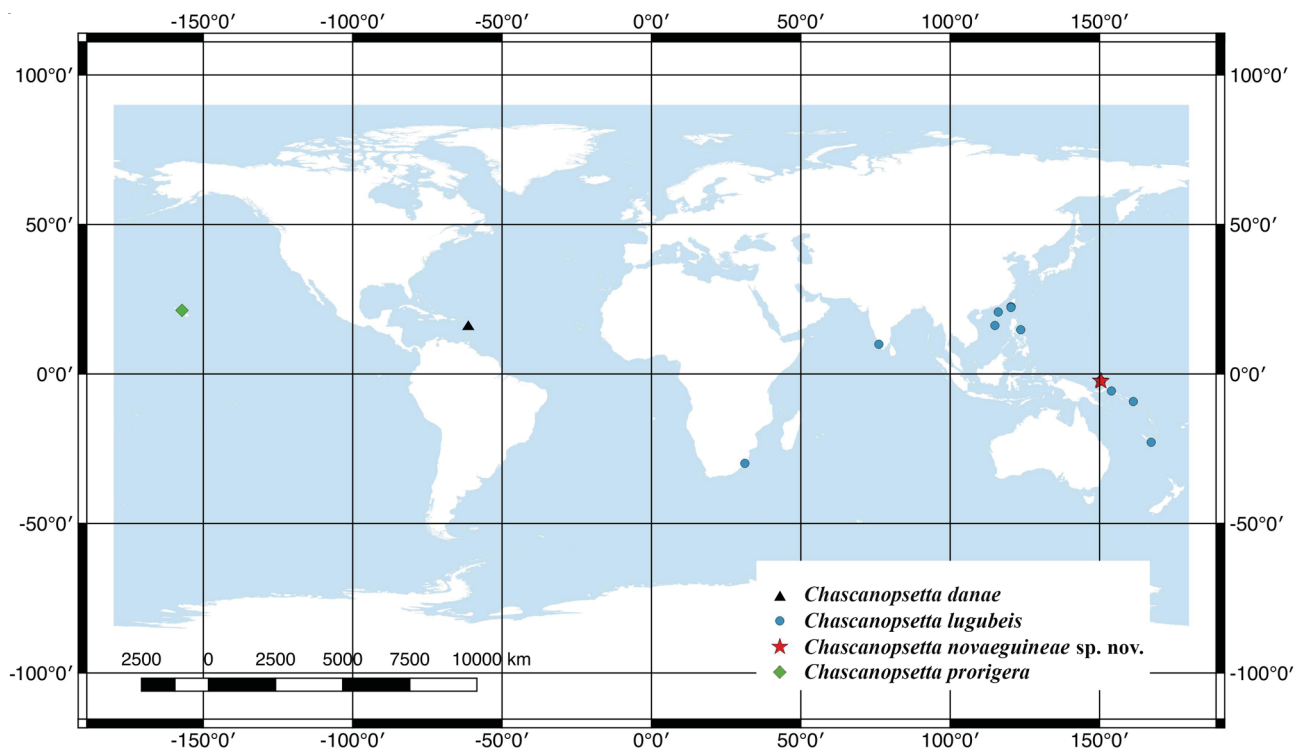 -150°0′ -100°0′ -50°0′ 0°0′ 50°0′ 100°0′ 150°0′
100°0′ 100°0′
50°0′ 50°0′
0°0′ 0°0′
-50°0′ -50°0′
Chascanopsetta danae
Chascanopsetta lugubeis
Chascanopsetta novaeguineae sp. nov.
2500 0 2500 5000 7500 10000 km
Chascanopsetta prorigera
-100°0′ -100°0′
-150°0′ -100°0′ -50°0′ 0°0′ 50°0′ 100°0′ 150°0′